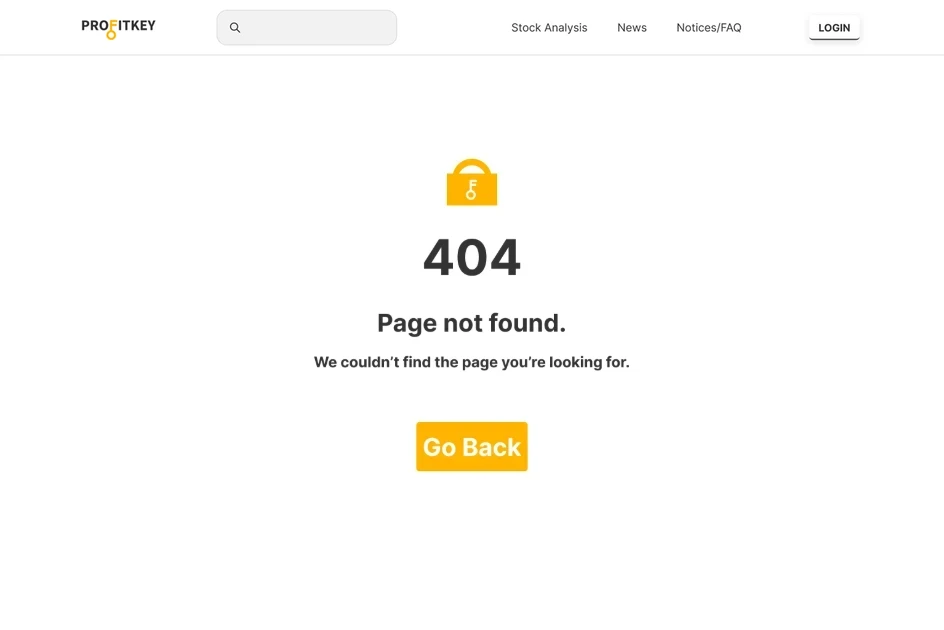 PROFITKEY
Stock Analysis
News
Notices/FAQ
LOGIN
F
404
Page not found.
We couldn’t find the page you’re looking for.
Go Back